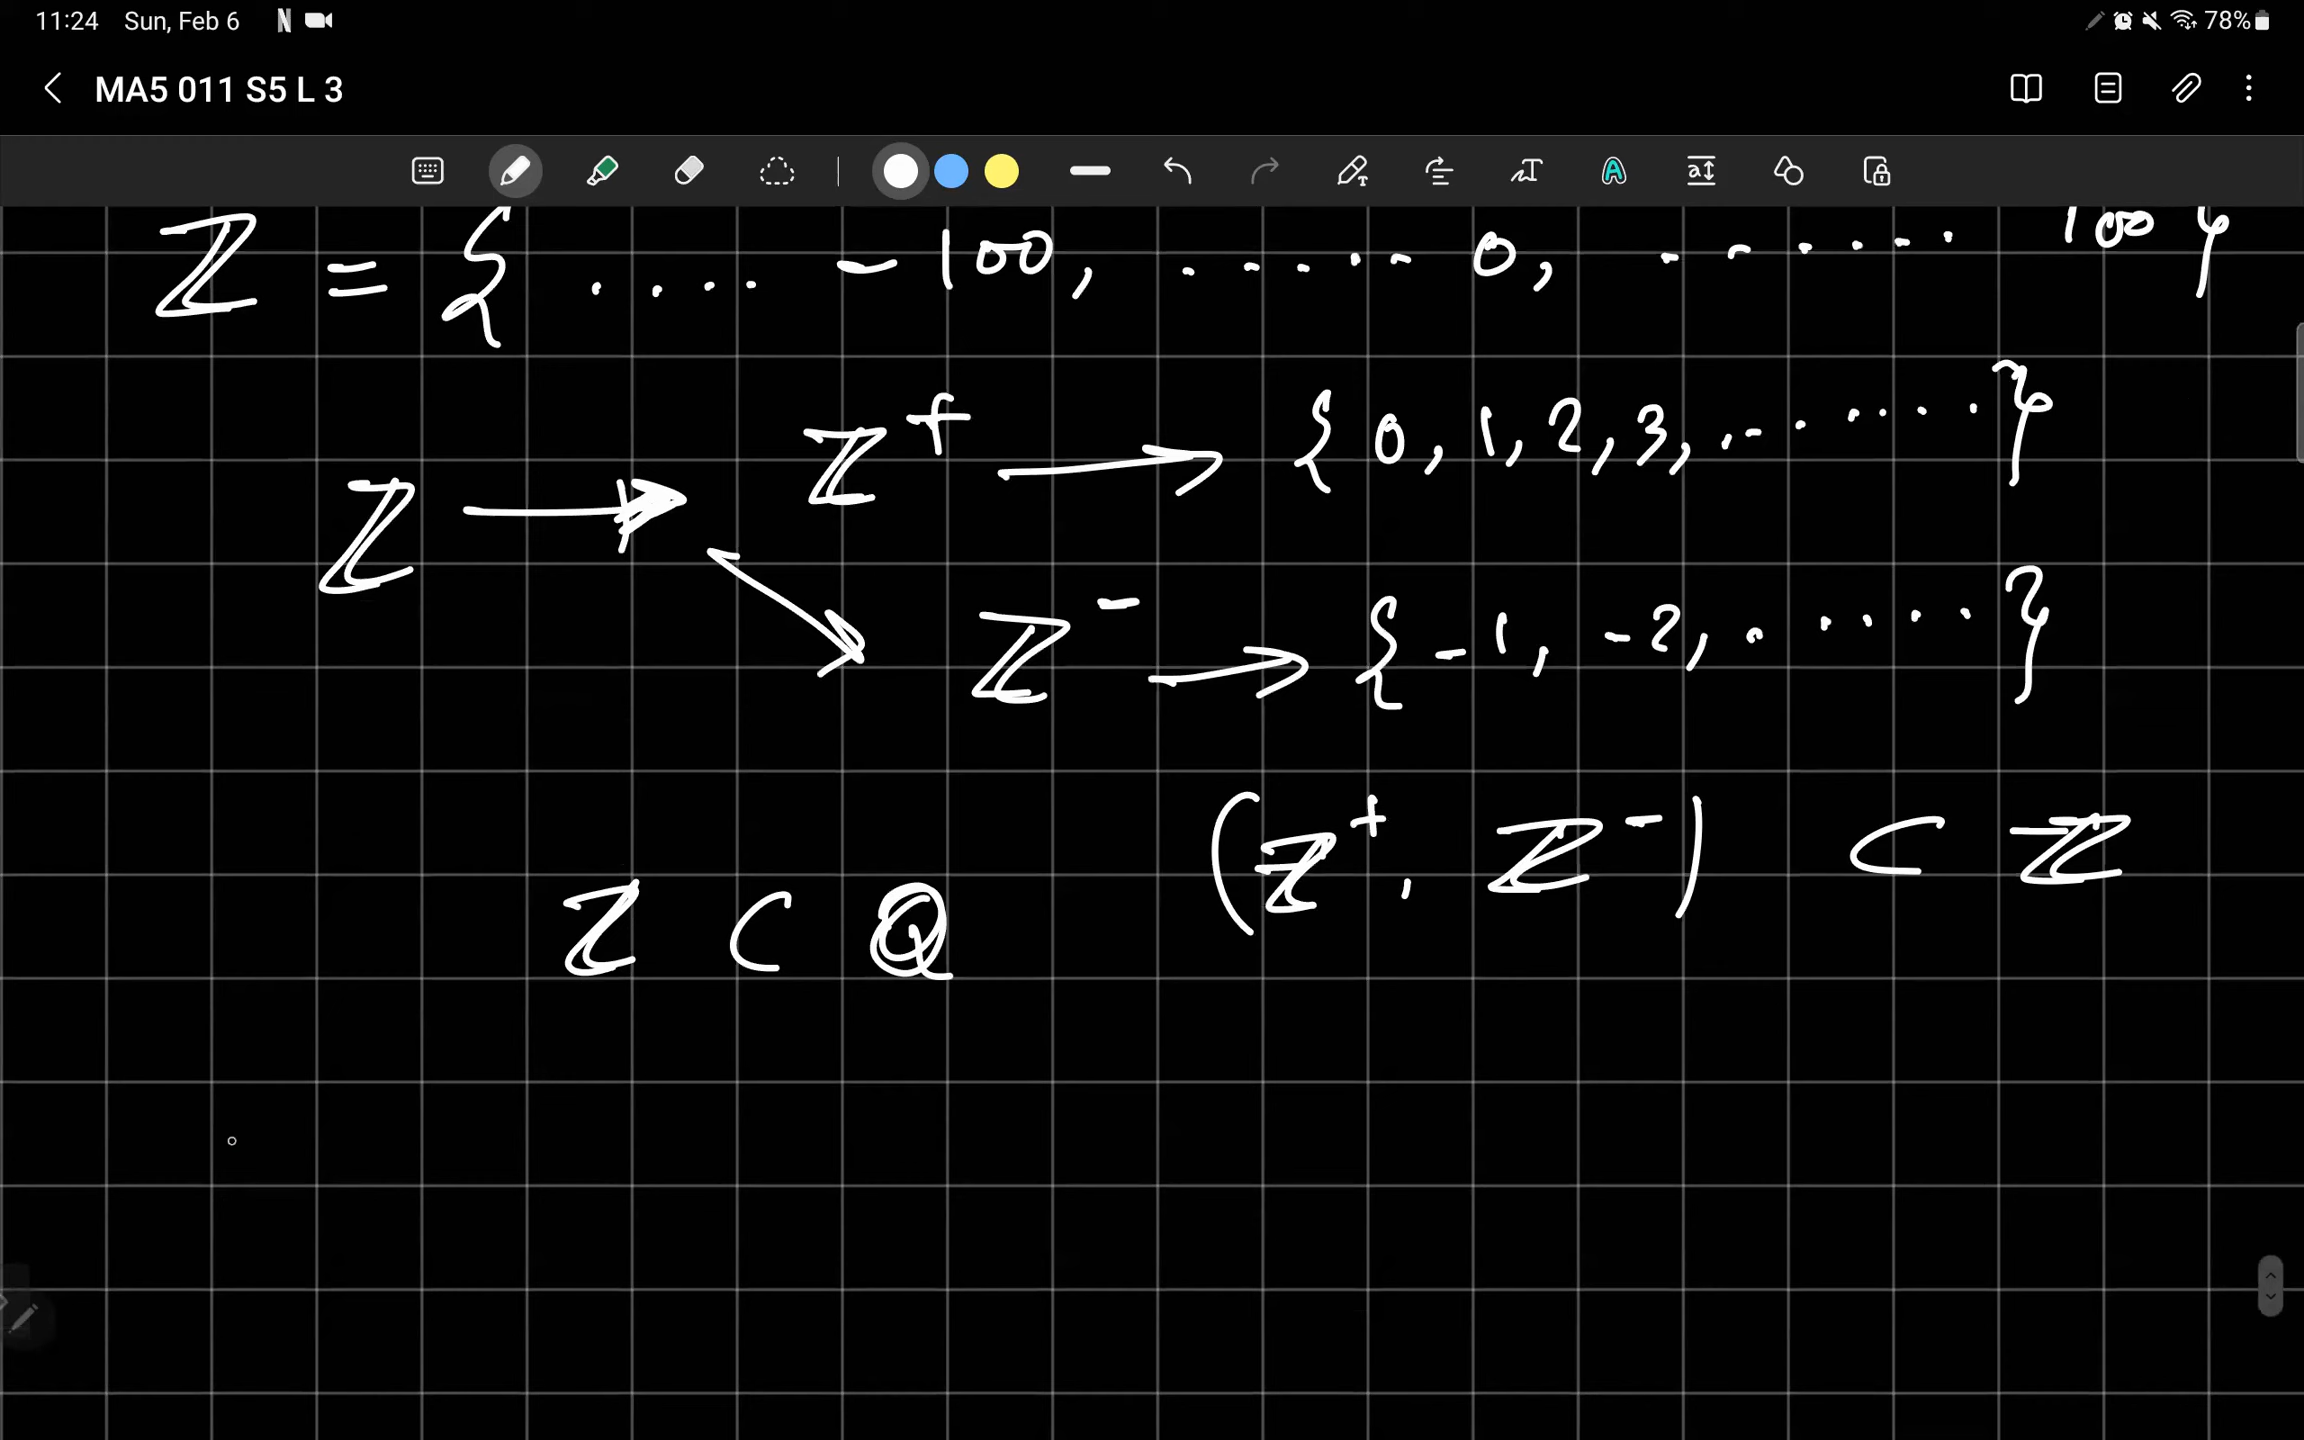 11:24 Sun, Feb 6 N 78%
MA5 011 S5 L 3
ℤ = { .... -100, ..... 0, ...... 100 }
ℤ⁺ → { 0, 1, 2, 3, ....... }
ℤ →
ℤ⁻ → { -1, -2, ..... }
(ℤ⁺, ℤ⁻) ⊂ ℤ
ℤ ⊂ ℚ